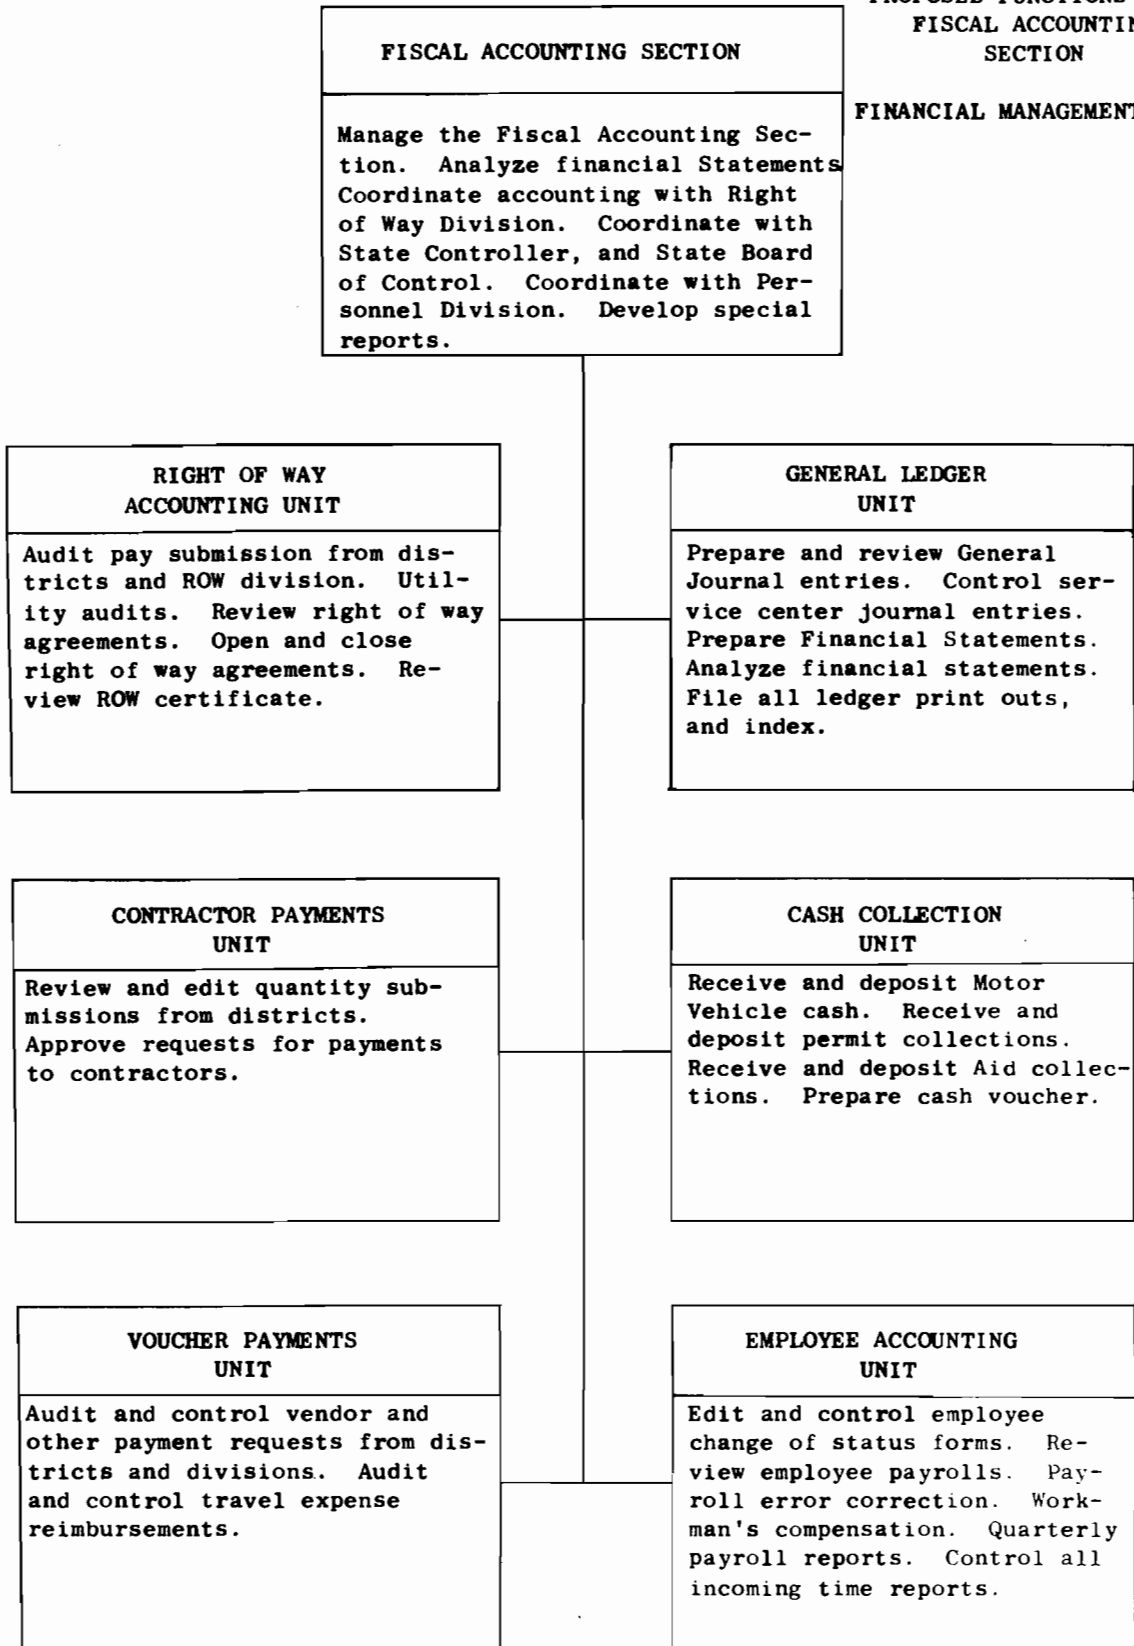 PROPOSED FUNCTIONS
FISCAL ACCOUNTIN
SECTION
FINANCIAL MANAGEMENT
FISCAL ACCOUNTING SECTION
Manage the Fiscal Accounting Sec-
tion. Analyze financial Statements
Coordinate accounting with Right
of Way Division. Coordinate with
State Controller, and State Board
of Control. Coordinate with Per-
sonnel Division. Develop special
reports.
RIGHT OF WAY
ACCOUNTING UNIT
Audit pay submission from dis-
tricts and ROW division. Util-
ity audits. Review right of way
agreements. Open and close
right of way agreements. Re-
view ROW certificate.
GENERAL LEDGER
UNIT
Prepare and review General
Journal entries. Control ser-
vice center journal entries.
Prepare Financial Statements.
Analyze financial statements.
File all ledger print outs,
and index.
CONTRACTOR PAYMENTS
UNIT
Review and edit quantity sub-
missions from districts.
Approve requests for payments
to contractors.
CASH COLLECTION
UNIT
Receive and deposit Motor
Vehicle cash. Receive and
deposit permit collections.
Receive and deposit Aid collec-
tions. Prepare cash voucher.
VOUCHER PAYMENTS
UNIT
Audit and control vendor and
other payment requests from dis-
tricts and divisions. Audit
and control travel expense
reimbursements.
EMPLOYEE ACCOUNTING
UNIT
Edit and control employee
change of status forms. Re-
view employee payrolls. Pay-
roll error correction. Work-
man's compensation. Quarterly
payroll reports. Control all
incoming time reports.